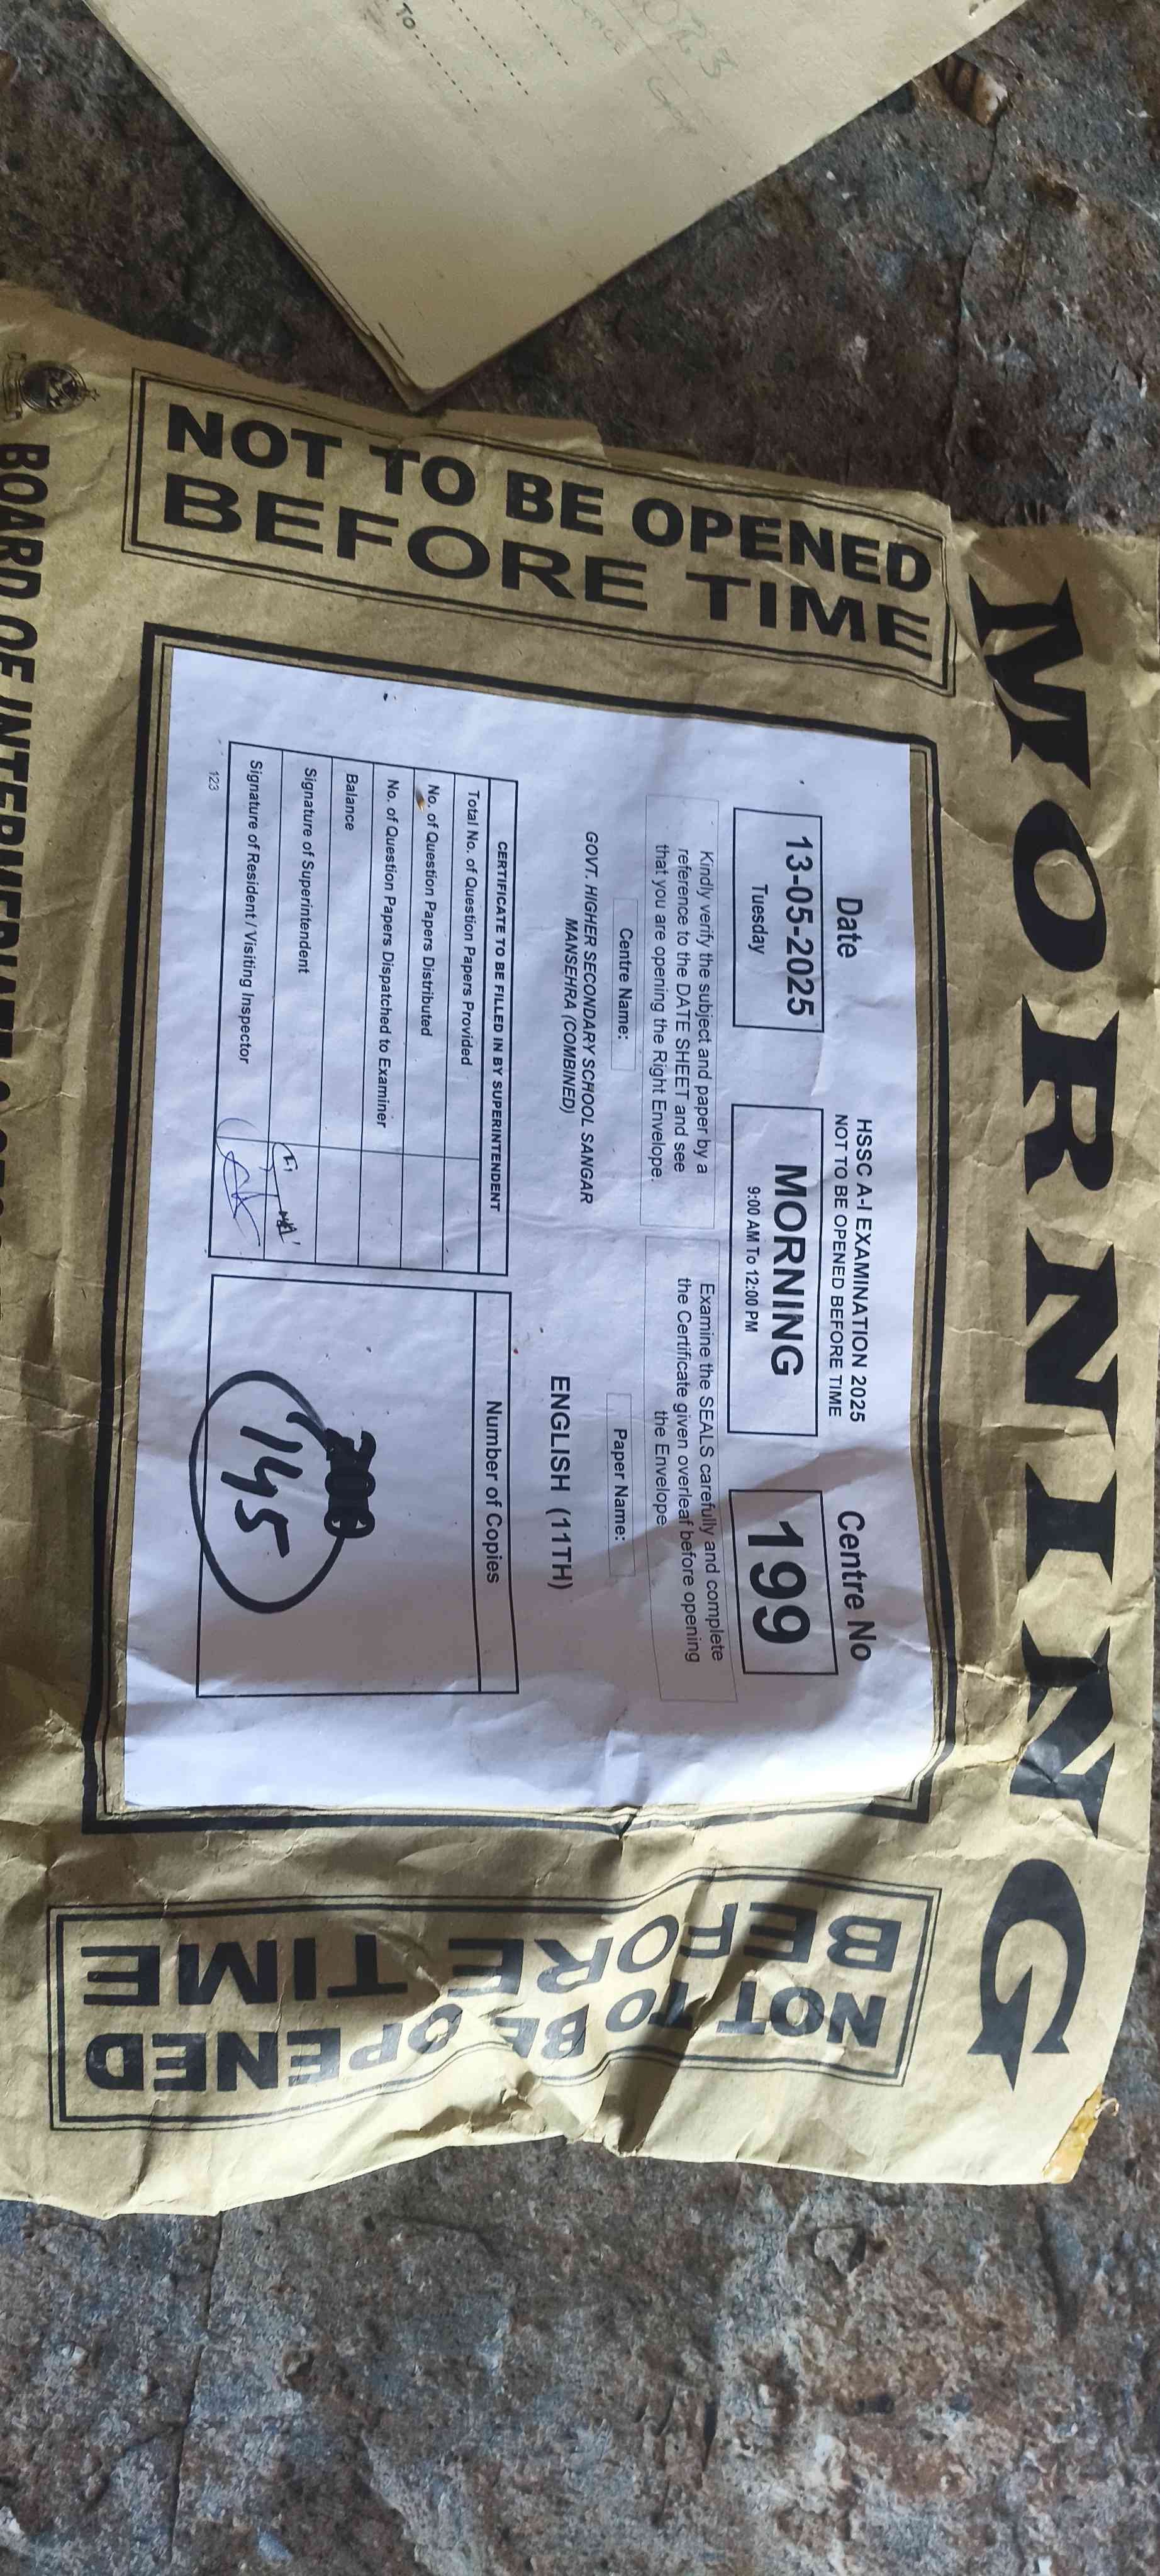 TO
MORNING
NOT TO BE OPENED
BEFORE TIME
HSSC A-I EXAMINATION 2025
NOT TO BE OPENED BEFORE TIME
Date
13-05-2025
Tuesday
MORNING
9:00 AM To 12:00 PM
Centre No
199
Kindly verify the subject and paper by a
reference to the DATE SHEET and see
that you are opening the Right Envelope.
Examine the SEALS carefully and complete
the Certificate given overleaf before opening
the Envelope
Centre Name:
GOVT. HIGHER SECONDARY SCHOOL SANGAR
MANSEHRA (COMBINED)
Paper Name:
ENGLISH (11TH)
CERTIFICATE TO BE FILLED IN BY SUPERINTENDENT
Total No. of Question Papers Provided
No. of Question Papers Distributed
No. of Question Papers Dispatched to Examiner
Balance
Signature of Superintendent
Signature of Resident / Visiting Inspector
123
Number of Copies
145
NOT TO BE OPENED
BEFORE TIME
BOARD OF INTERMEDIATE